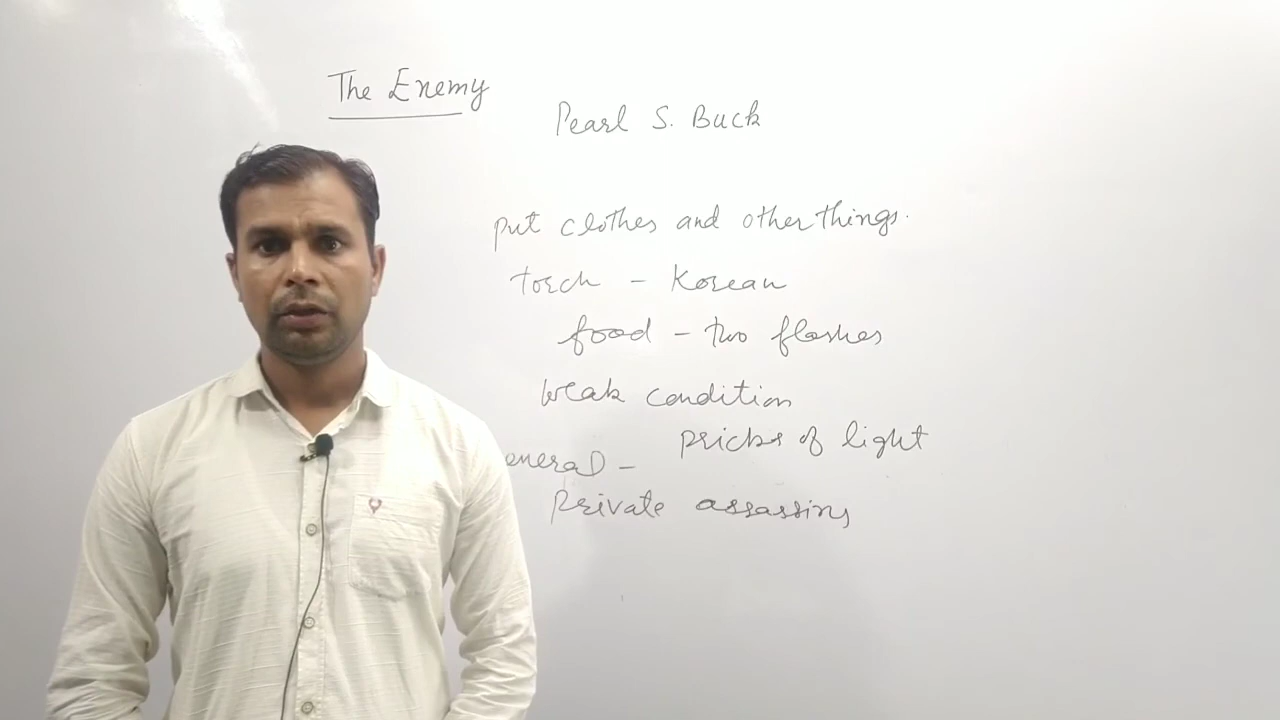 The Enemy
Pearl S. Buck
put clothes and other things.
torch - Korean
food - two flashes
weak condition
pricks of light
eneral -
private assassins